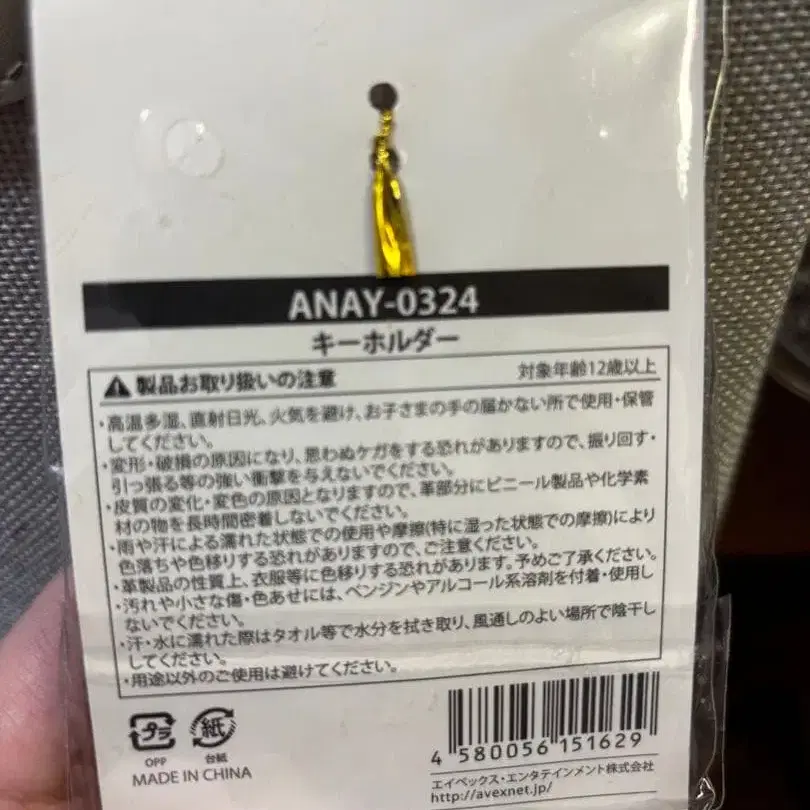 ANAY-0324
キーホルダー
製品お取り扱いの注意 対象年齢12歳以上
・高温多湿、直射日光、火気を避け、お子さまの手の届かない所で使用・保管
してください。
・変形・破損の原因になり、思わぬケガをする恐れがありますので、振り回す・
引っ張る等の強い衝撃を与えないでください。
・皮質の変化・変色の原因となりますので、革部分にビニール製品や化学素
材の物を長時間密着しないでください。
・雨や汗による濡れた状態での使用や摩擦(特に湿った状態での摩擦)により
色落ちや色移りする恐れがありますので、ご注意ください。
・革製品の性質上、衣服等に色移りする恐れがあります。予めご了承ください。
・汚れや小さな傷・色あせには、ベンジンやアルコール系溶剤を付着・使用し
ないでください。
・汗・水に濡れた際はタオル等で水分を拭き取り、風通しのよい場所で陰干し
してください。
・用途以外のご使用は避けてください。
プラ 紙
OPP 台紙
MADE IN CHINA
4 580056 151629
エイベックス・エンタテインメント株式会社
http://avexnet.jp/